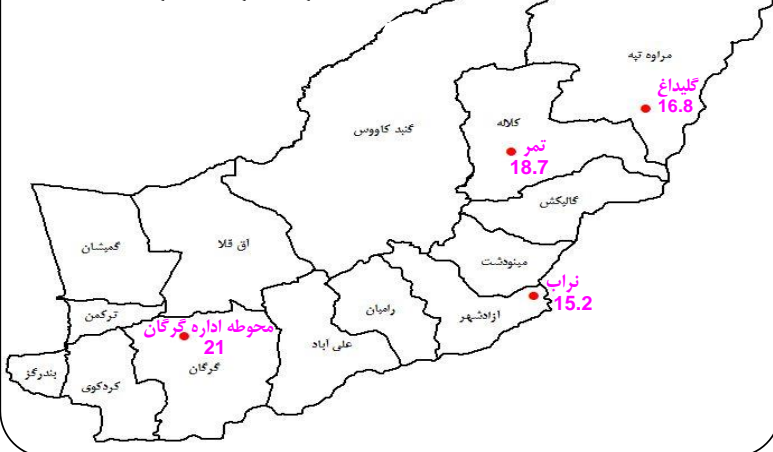 مراوه تپه
گلیداغ
16.8
کلاله
گنبد کاووس
تمر
18.7
گالیکش
گمیشان
آق قلا
مینودشت
نراب
15.2
ترکمن
رامیان
آزادشهر
محوطه اداره گرگان
21
علی آباد
گرگان
بندرگز
کردکوی